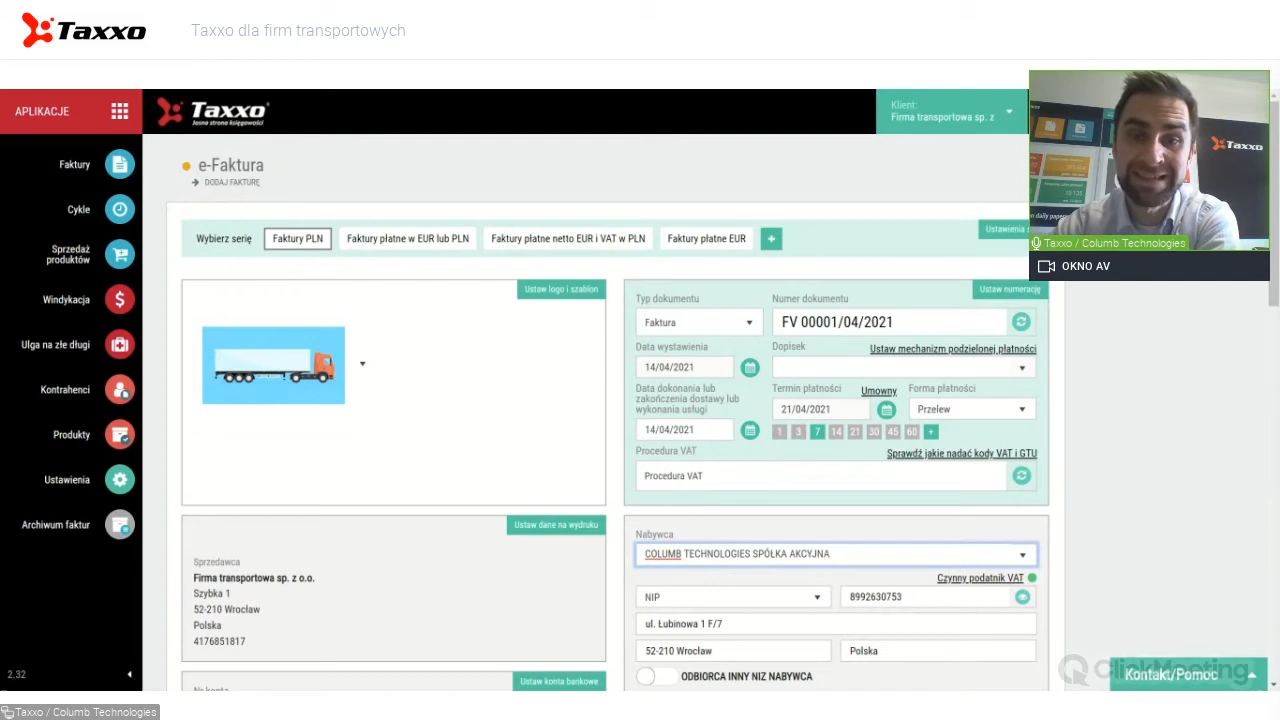 Taxxo
Taxxo dla firm transportowych
APLIKACJE
Taxxo
Jasna strona księgowości
Klient:
Firma transportowa sp. z
Taxxo
Taxxo / Columb Technologies
OKNO AV
Faktury
Cykle
Sprzedaż
produktów
Windykacja
Ulga na złe długi
Kontrahenci
Produkty
Ustawienia
Archiwum faktur
2.32
e-Faktura
DODAJ FAKTURĘ
Wybierz serię
Faktury PLN
Faktury płatne w EUR lub PLN
Faktury płatne netto EUR i VAT w PLN
Faktury płatne EUR
+
Ustawienia s
Ustaw logo i szablon
Ustaw numerację
Typ dokumentu
Numer dokumentu
Faktura
FV 00001/04/2021
Data wystawienia
Dopisek
Ustaw mechanizm podzielonej płatności
14/04/2021
Data dokonania lub
zakończenia dostawy lub
wykonania usługi
Termin płatności
Umowny
Forma płatności
21/04/2021
Przelew
14/04/2021
1 3 7 14 21 30 45 60 +
Procedura VAT
Sprawdź jakie nadać kody VAT i GTU
Procedura VAT
Ustaw dane na wydruku
Sprzedawca
Firma transportowa sp. z o.o.
Szybka 1
52-210 Wrocław
Polska
4176851817
Nabywca
COLUMB TECHNOLOGIES SPÓŁKA AKCYJNA
Czynny podatnik VAT
NIP
8992630753
ul. Łubinowa 1 F/7
52-210 Wrocław
Polska
ODBIORCA INNY NIŻ NABYWCA
Nr konta
Ustaw konta bankowe
ClickMeeting
Kontakt/Pomoc
Taxxo / Columb Technologies